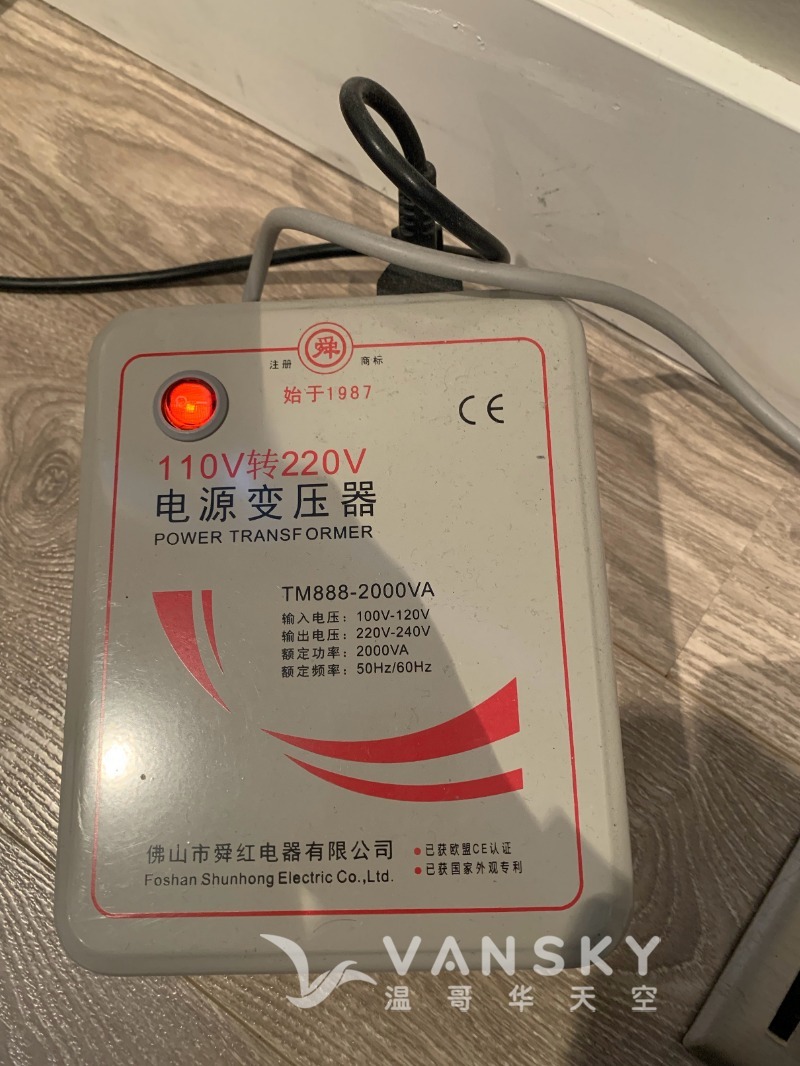 注册 舜 商标
始于1987
CE
110V转220V
电源变压器
POWER TRANSFORMER
TM888-2000VA
输入电压：100V-120V
输出电压：220V-240V
额定功率：2000VA
额定频率：50Hz/60Hz
佛山市舜红电器有限公司
Foshan Shunhong Electric Co.,Ltd.
●已获欧盟CE认证
●已获国家外观专利
VANSKY
温哥华天空